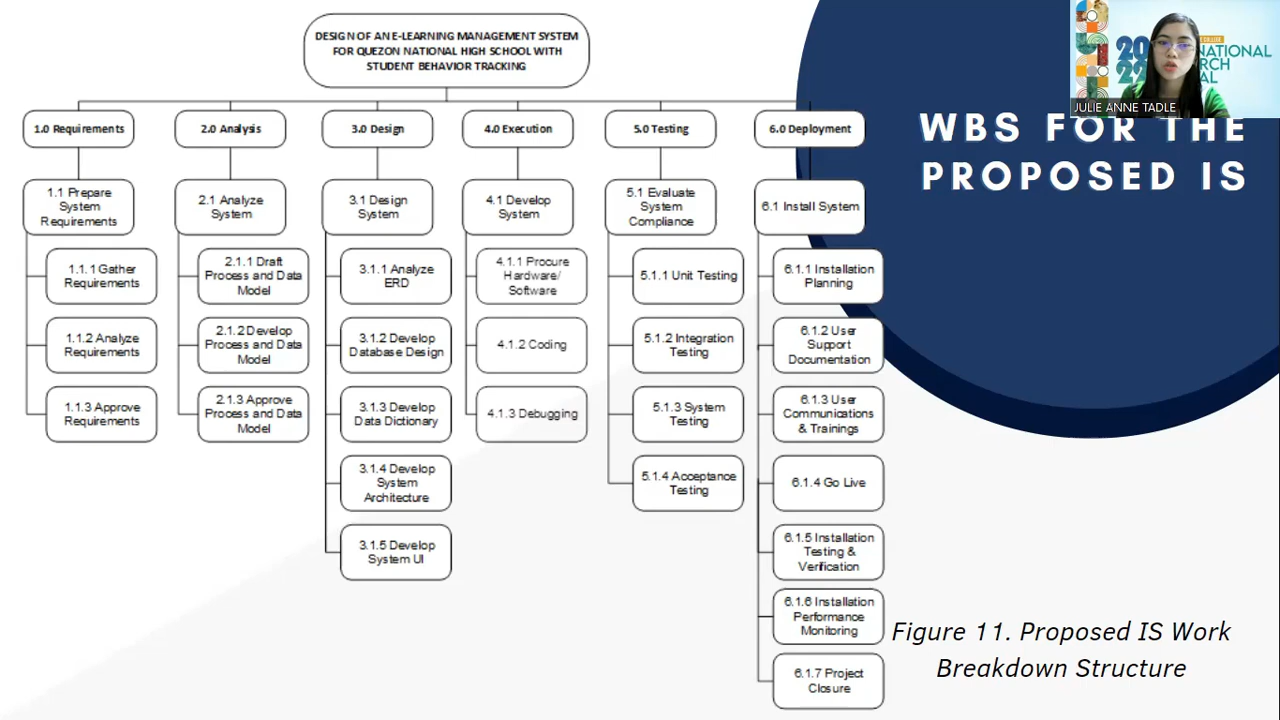 DESIGN OF AN E-LEARNING MANAGEMENT SYSTEM
FOR QUEZON NATIONAL HIGH SCHOOL WITH
STUDENT BEHAVIOR TRACKING
1.0 Requirements
1.1 Prepare
System
Requirements
1.1.1 Gather
Requirements
1.1.2 Analyze
Requirements
1.1.3 Approve
Requirements
2.0 Analysis
2.1 Analyze
System
2.1.1 Draft
Process and Data
Model
2.1.2 Develop
Process and Data
Model
2.1.3 Approve
Process and Data
Model
3.0 Design
3.1 Design
System
3.1.1 Analyze
ERD
3.1.2 Develop
Database Design
3.1.3 Develop
Data Dictionary
3.1.4 Develop
System
Architecture
3.1.5 Develop
System UI
4.0 Execution
4.1 Develop
System
4.1.1 Procure
Hardware/
Software
4.1.2 Coding
4.1.3 Debugging
5.0 Testing
5.1 Evaluate
System
Compliance
5.1.1 Unit Testing
5.1.2 Integration
Testing
5.1.3 System
Testing
5.1.4 Acceptance
Testing
6.0 Deployment
6.1 Install System
6.1.1 Installation
Planning
6.1.2 User
Support
Documentation
6.1.3 User
Communications
& Trainings
6.1.4 Go Live
6.1.5 Installation
Testing &
Verification
6.1.6 Installation
Performance
Monitoring
6.1.7 Project
Closure
JULIE ANNE TADLE
WBS FOR THE
PROPOSED IS
Figure 11. Proposed IS Work
Breakdown Structure